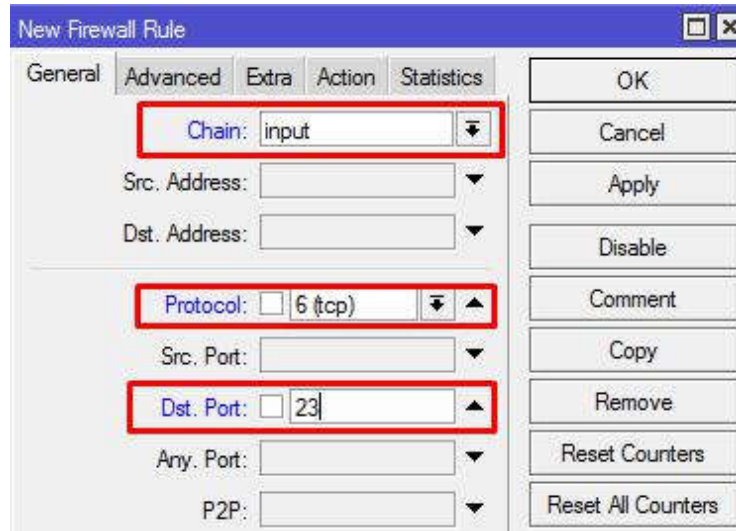 New Firewall Rule
General Advanced Extra Action Statistics
Chain: input
Src. Address:
Dst. Address:
Protocol: 6 (tcp)
Src. Port:
Dst. Port: 23
Any. Port:
P2P:
OK
Cancel
Apply
Disable
Comment
Copy
Remove
Reset Counters
Reset All Counters